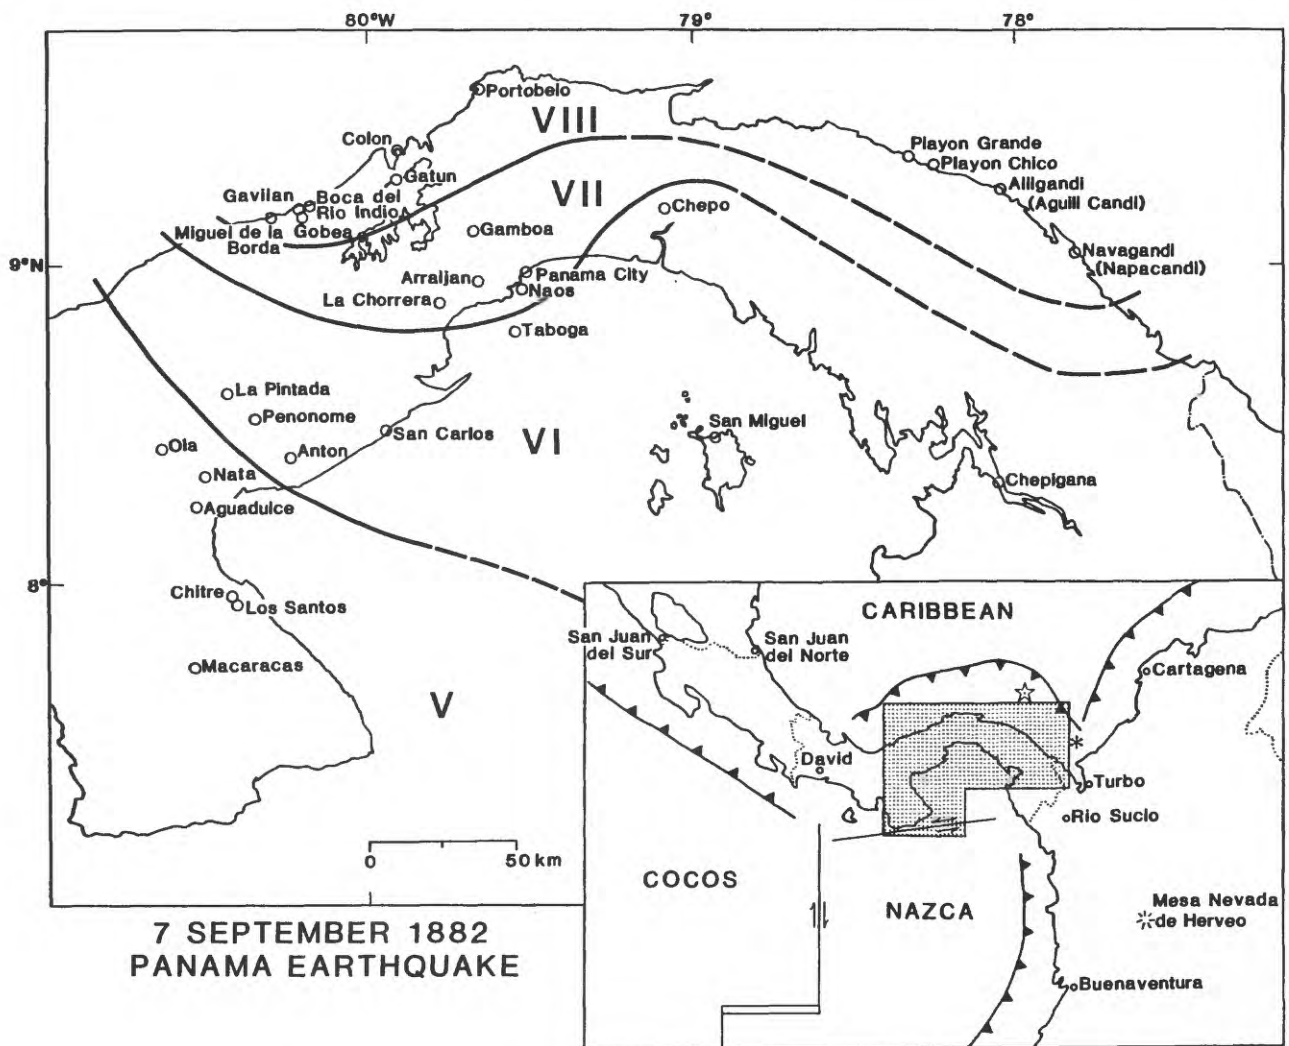 80°W
79°
78°
Portobelo
VIII
Colon
Playon Grande
Playon Chico
Gatun
VII
Gavilan
Boca del
Rio Indio
Ailigandi
(Aguili Candi)
Chepo
Miguel de la
Borda
Gobea
Gamboa
Navagandi
(Napacandi)
9°N
Arraijan
Panama City
Naos
La Chorrera
Taboga
La Pintada
Penonome
San Miguel
San Carlos
VI
Ola
Anton
Nata
Chepigana
Aguadulce
8°
Chitre
Los Santos
Macaracas
V
0
50 km
7 SEPTEMBER 1882
PANAMA EARTHQUAKE
CARIBBEAN
San Juan
del Sur
San Juan
del Norte
Cartagena
David
Turbo
Rio Sucio
COCOS
NAZCA
Mesa Nevada
de Herveo
Buenaventura